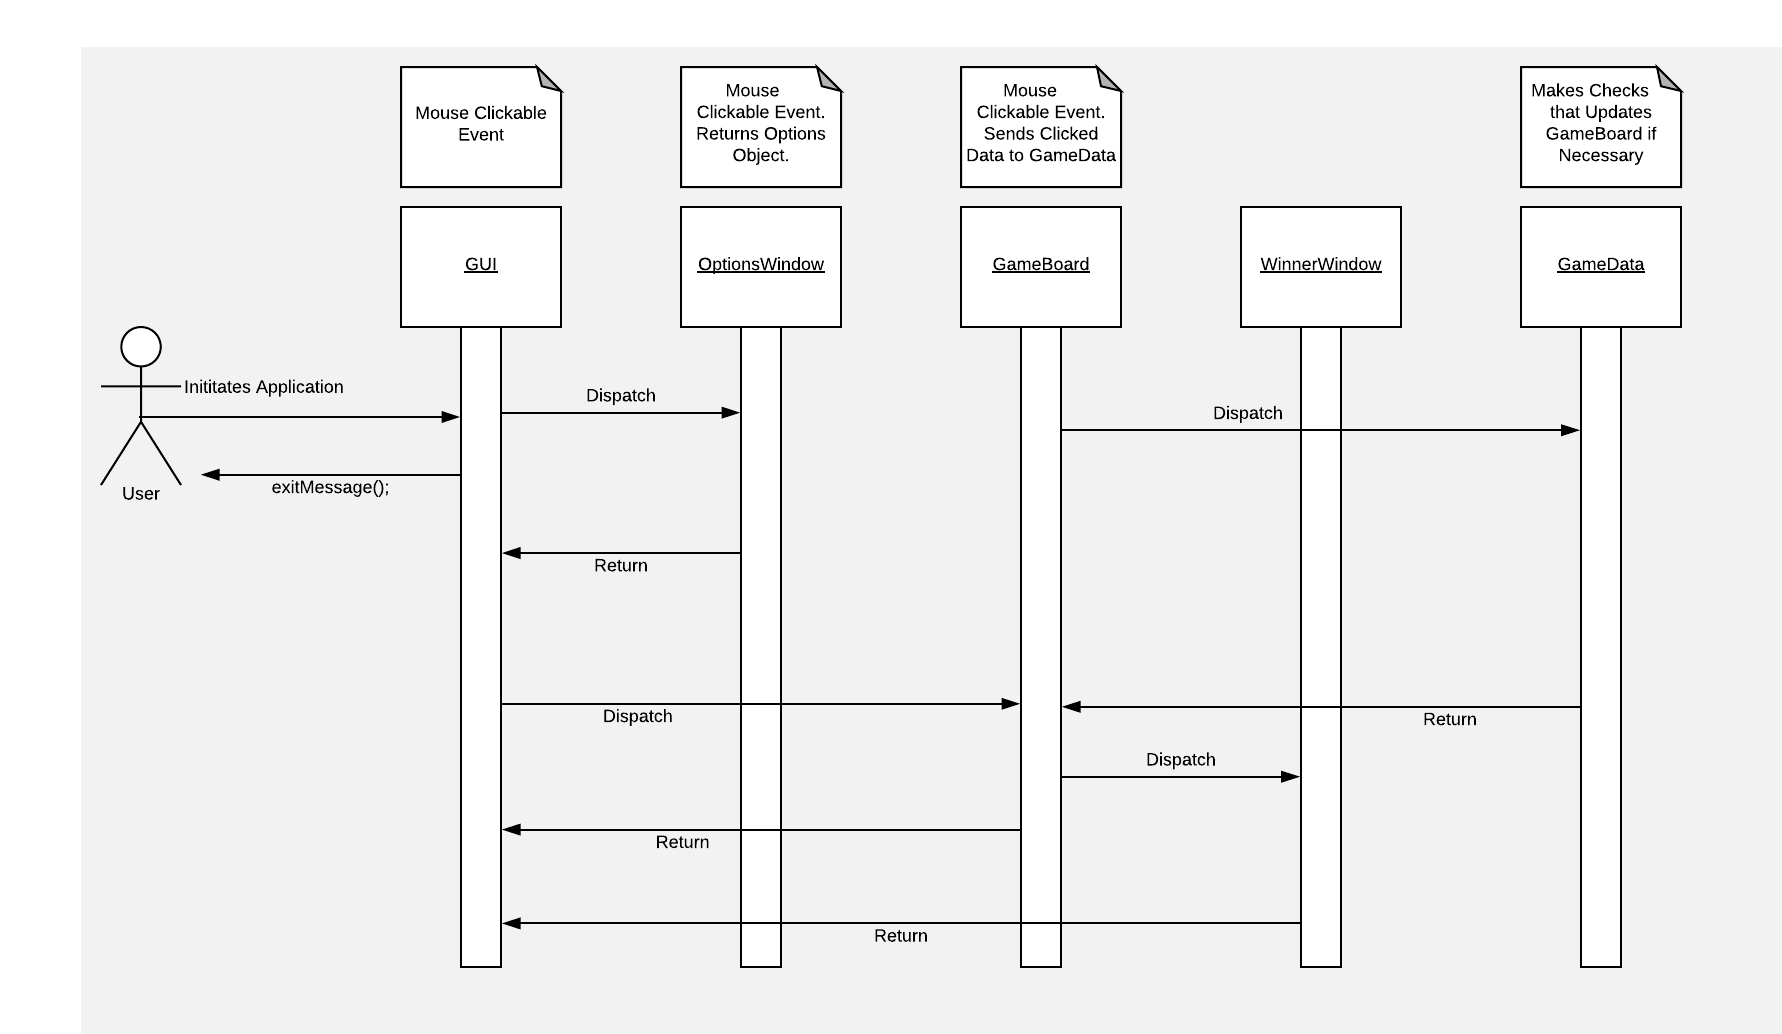 Mouse Clickable
Event
Mouse
Clickable Event.
Returns Options
Object.
Mouse
Clickable Event.
Sends Clicked
Data to GameData
Makes Checks
that Updates
GameBoard if
Necessary
GUI
OptionsWindow
GameBoard
WinnerWindow
GameData
Inititates Application
Dispatch
Dispatch
exitMessage();
User
Return
Dispatch
Return
Dispatch
Return
Return